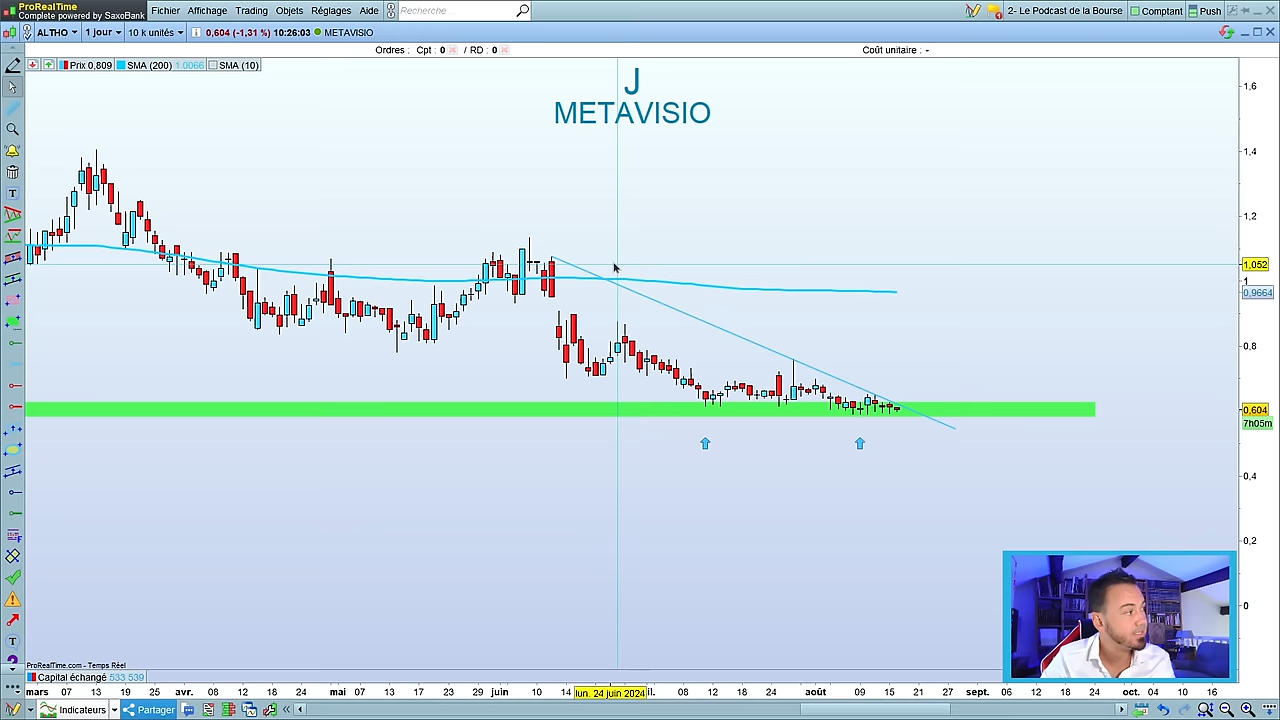 ProRealTime
Complete powered by SaxoBank
Fichier Affichage Trading Objets Réglages Aide Recherche
2- Le Podcast de la Bourse Comptant Push
ALTHO 1 jour 10 k unités 0,604 (-1,31 %) 10:26:03 METAVISIO
Ordres : Cpt : 0 / RD : 0 Coût unitaire : -
Prix 0,809 SMA (200) 1.0066 SMA (10)
J
METAVISIO
1,6
1,4
1,2
1,052
1
0,9664
0,8
0,604
7h05m
0,4
0,2
0
ProRealTime.com - Temps Réel
Capital échangé 533 539
mars 07 13 19 25 avr. 08 12 18 24 mai 07 13 17 23 29 juin 10 14 lun. 24 juin 2024 il. 08 12 18 24 août 09 15 21 27 sept. 06 12 18 24 oct. 04 10 16
Indicateurs Partager